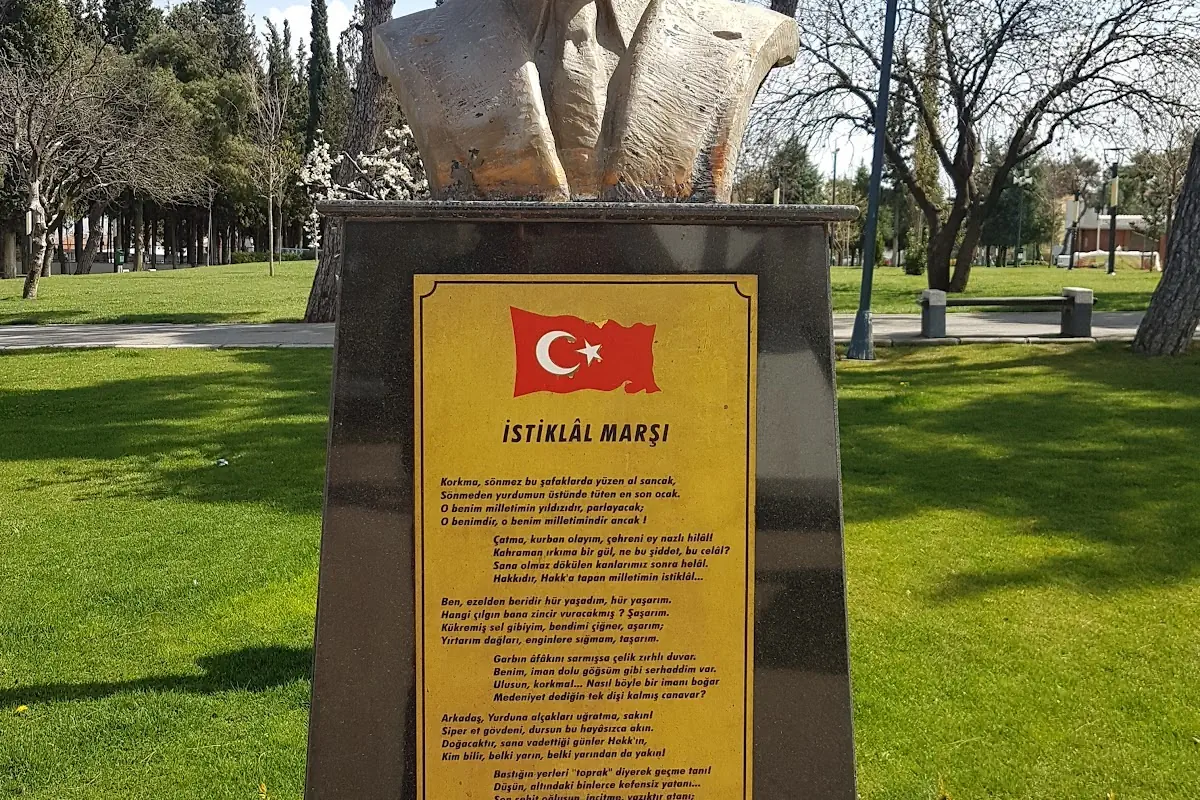 İSTİKLÂL MARŞI
Korkma, sönmez bu şafaklarda yüzen al sancak,
Sönmeden yurdumun üstünde tüten en son ocak.
O benim milletimin yıldızıdır, parlayacak;
O benimdir, o benim milletimindir ancak !
Çatma, kurban olayım, çehreni ey nazlı hilâl!
Kahraman ırkıma bir gül, ne bu şiddet, bu celâl?
Sana olmaz dökülen kanlarımız sonra helâl.
Hakkıdır, Hakk'a tapan milletimin istiklâl...
Ben, ezelden beridir hür yaşadım, hür yaşarım.
Hangi çılgın bana zincir vuracakmış ? Şaşarım.
Kükremiş sel gibiyim, bendimi çiğner, aşarım;
Yırtarım dağları, enginlere sığmam, taşarım.
Garbın âfâkını sarmışsa çelik zırhlı duvar.
Benim, iman dolu göğsüm gibi serhaddim var.
Ulusun, korkma!... Nasıl böyle bir imanı boğar
Medeniyet dediğin tek dişi kalmış canavar?
Arkadaş, Yurduna alçakları uğratma, sakın!
Siper et gövdeni, dursun bu hayâsızca akın.
Doğacaktır, sana vadettiği günler Hakk'ın,
Kim bilir, belki yarın, belki yarından da yakın!
Bastığın yerleri "toprak" diyerek geçme tanı!
Düşün, altındaki binlerce kefensiz yatanı...
Sen şehit oğlusun, incitme, yazıktır atanı;